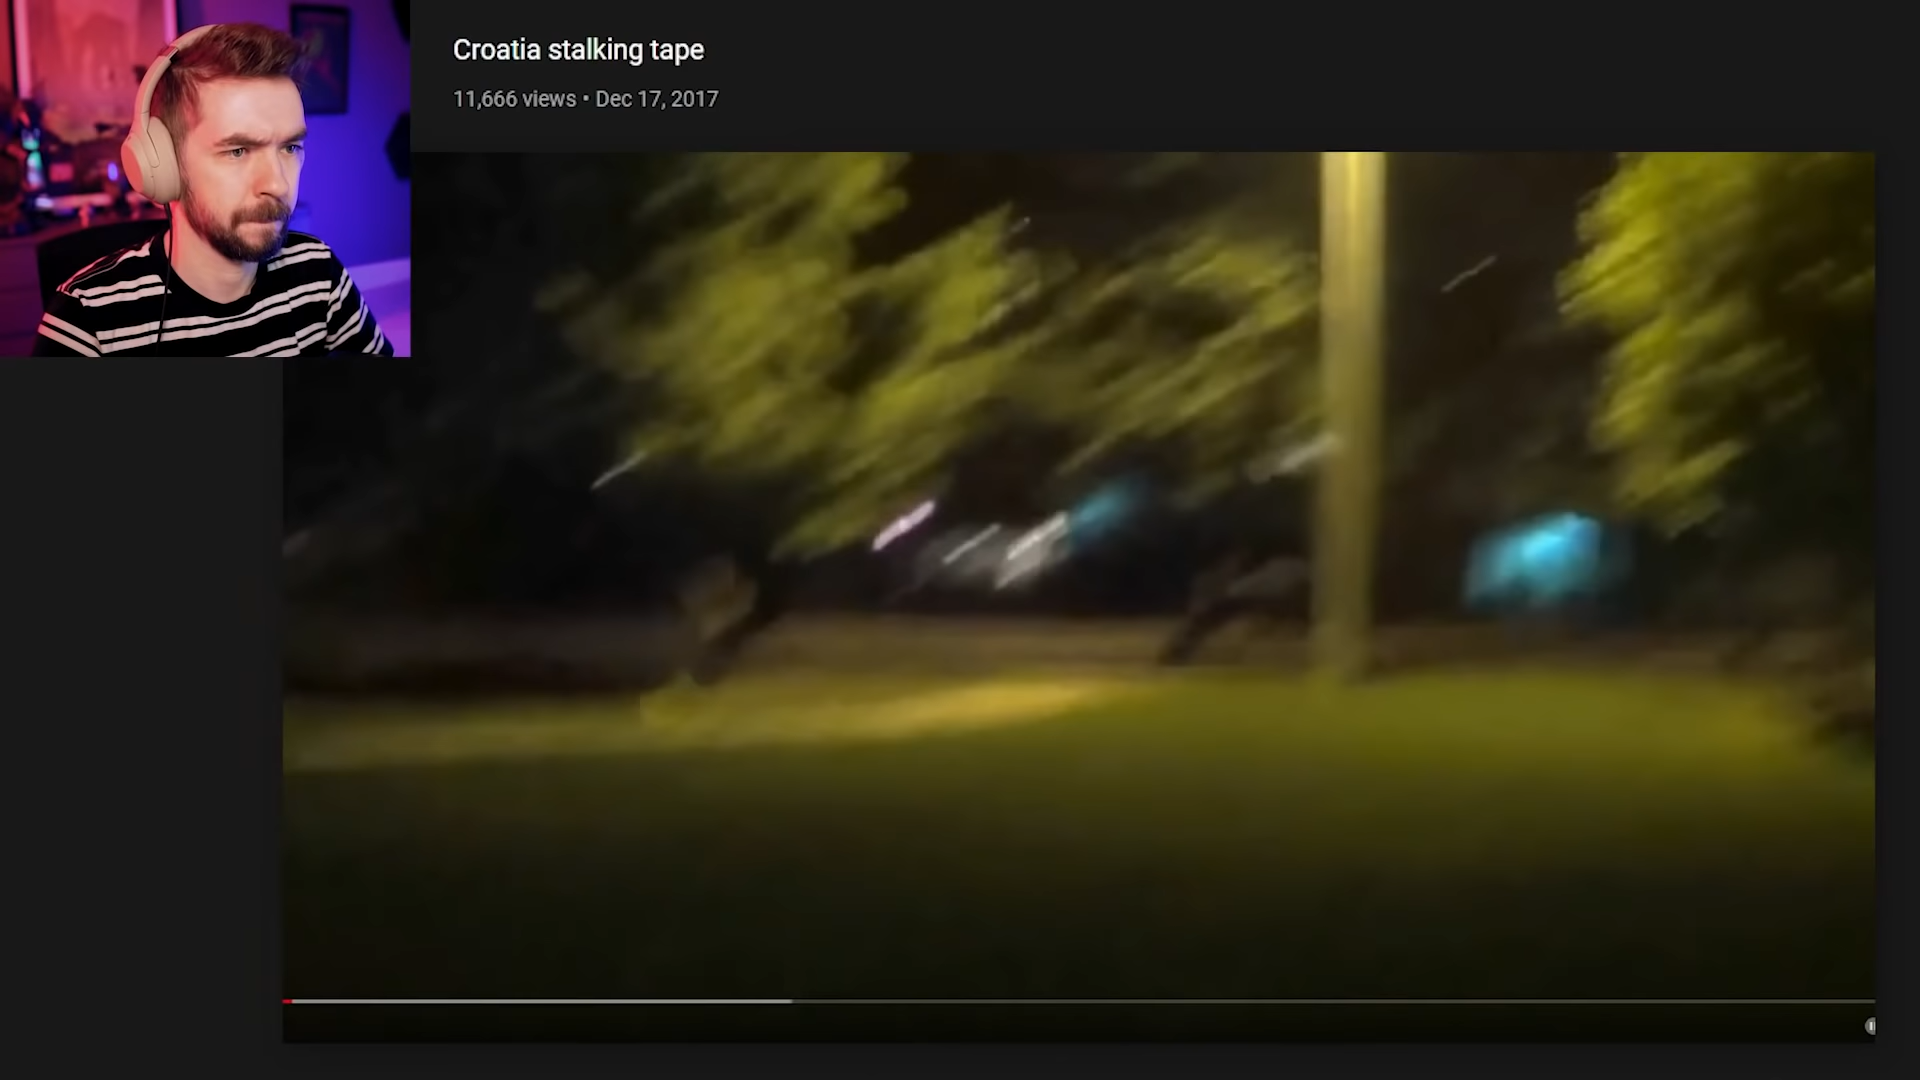 Croatia stalking tape
11,666 views • Dec 17, 2017